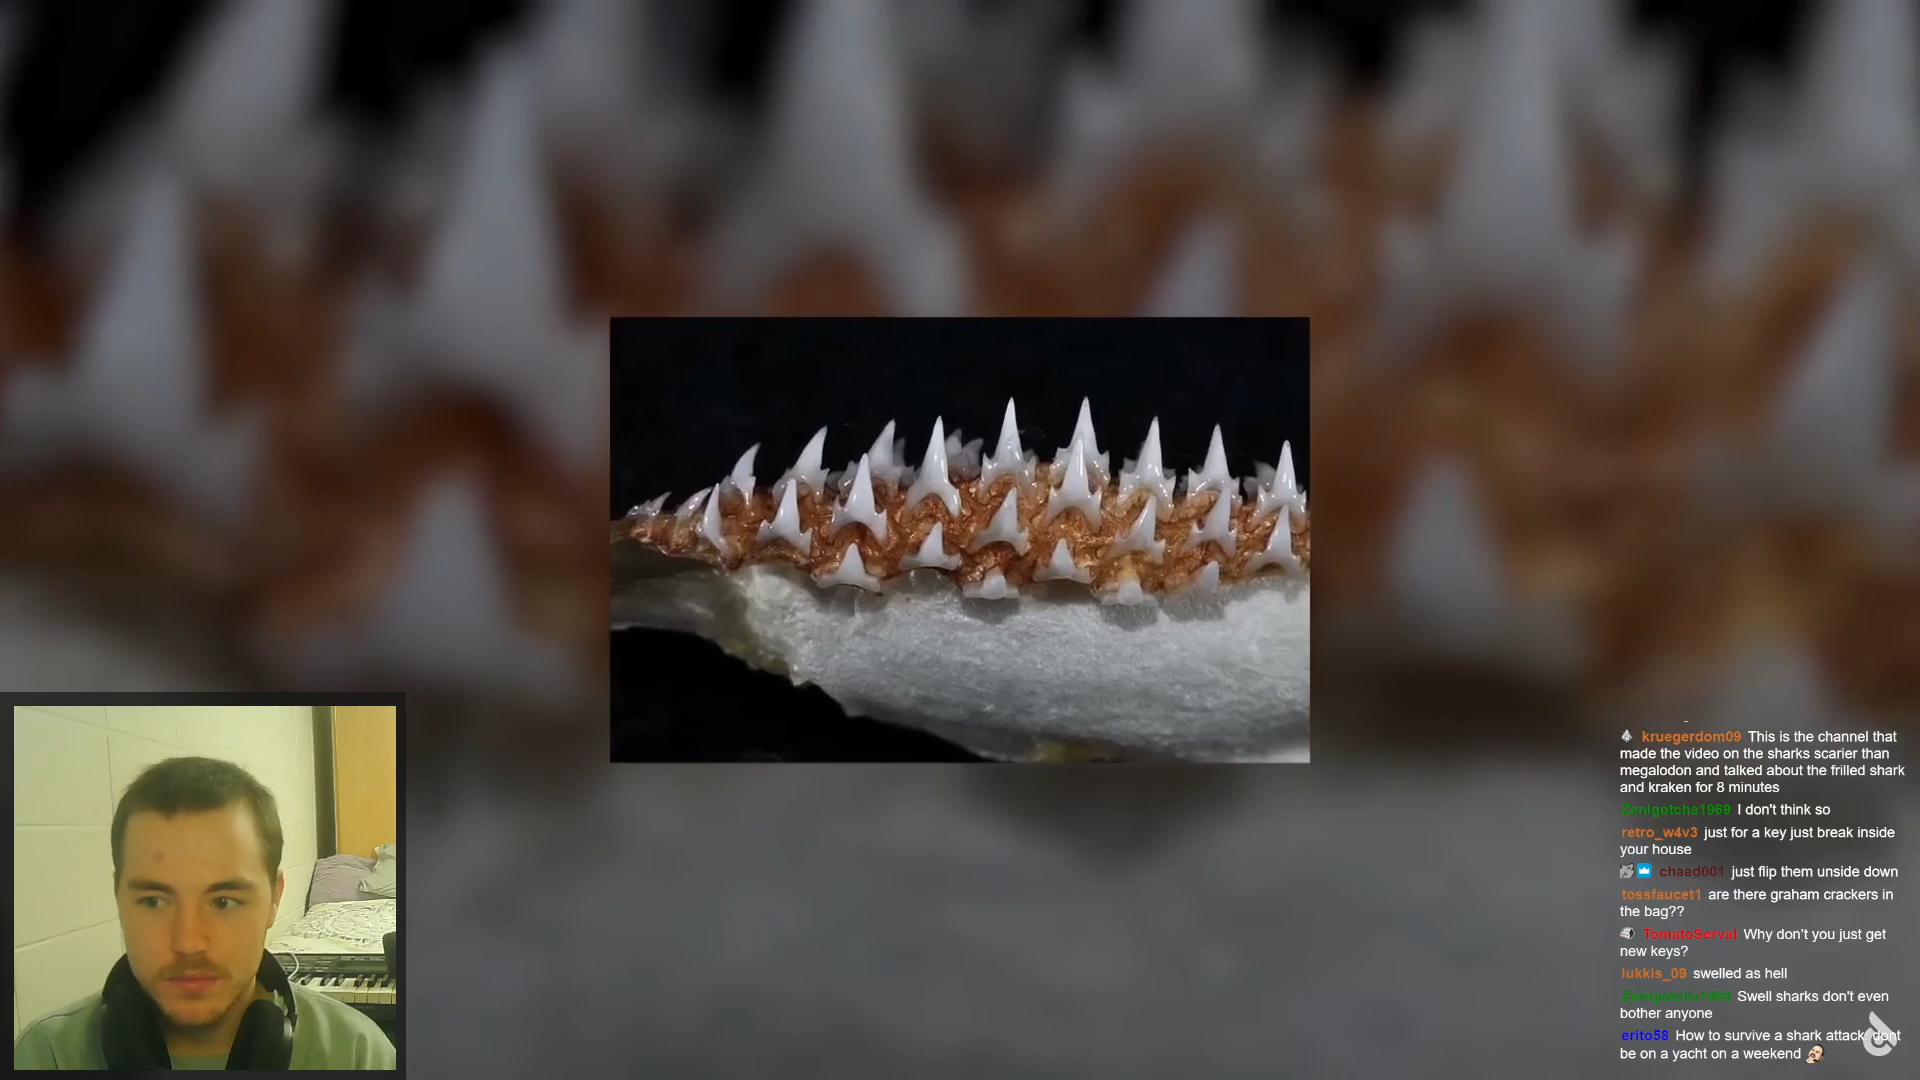 kruegerdom09 This is the channel that
made the video on the sharks scarier than
megalodon and talked about the frilled shark
and kraken for 8 minutes
Zenigotcha1969 I don't think so
retro_w4v3 just for a key just break inside
your house
chaad001 just flip them unside down
tossfaucet1 are there graham crackers in
the bag??
TomatoServal Why don't you just get
new keys?
lukkis_09 swelled as hell
Zenigotcha1969 Swell sharks don't even
bother anyone
erito58 How to survive a shark attack: dont
be on a yacht on a weekend